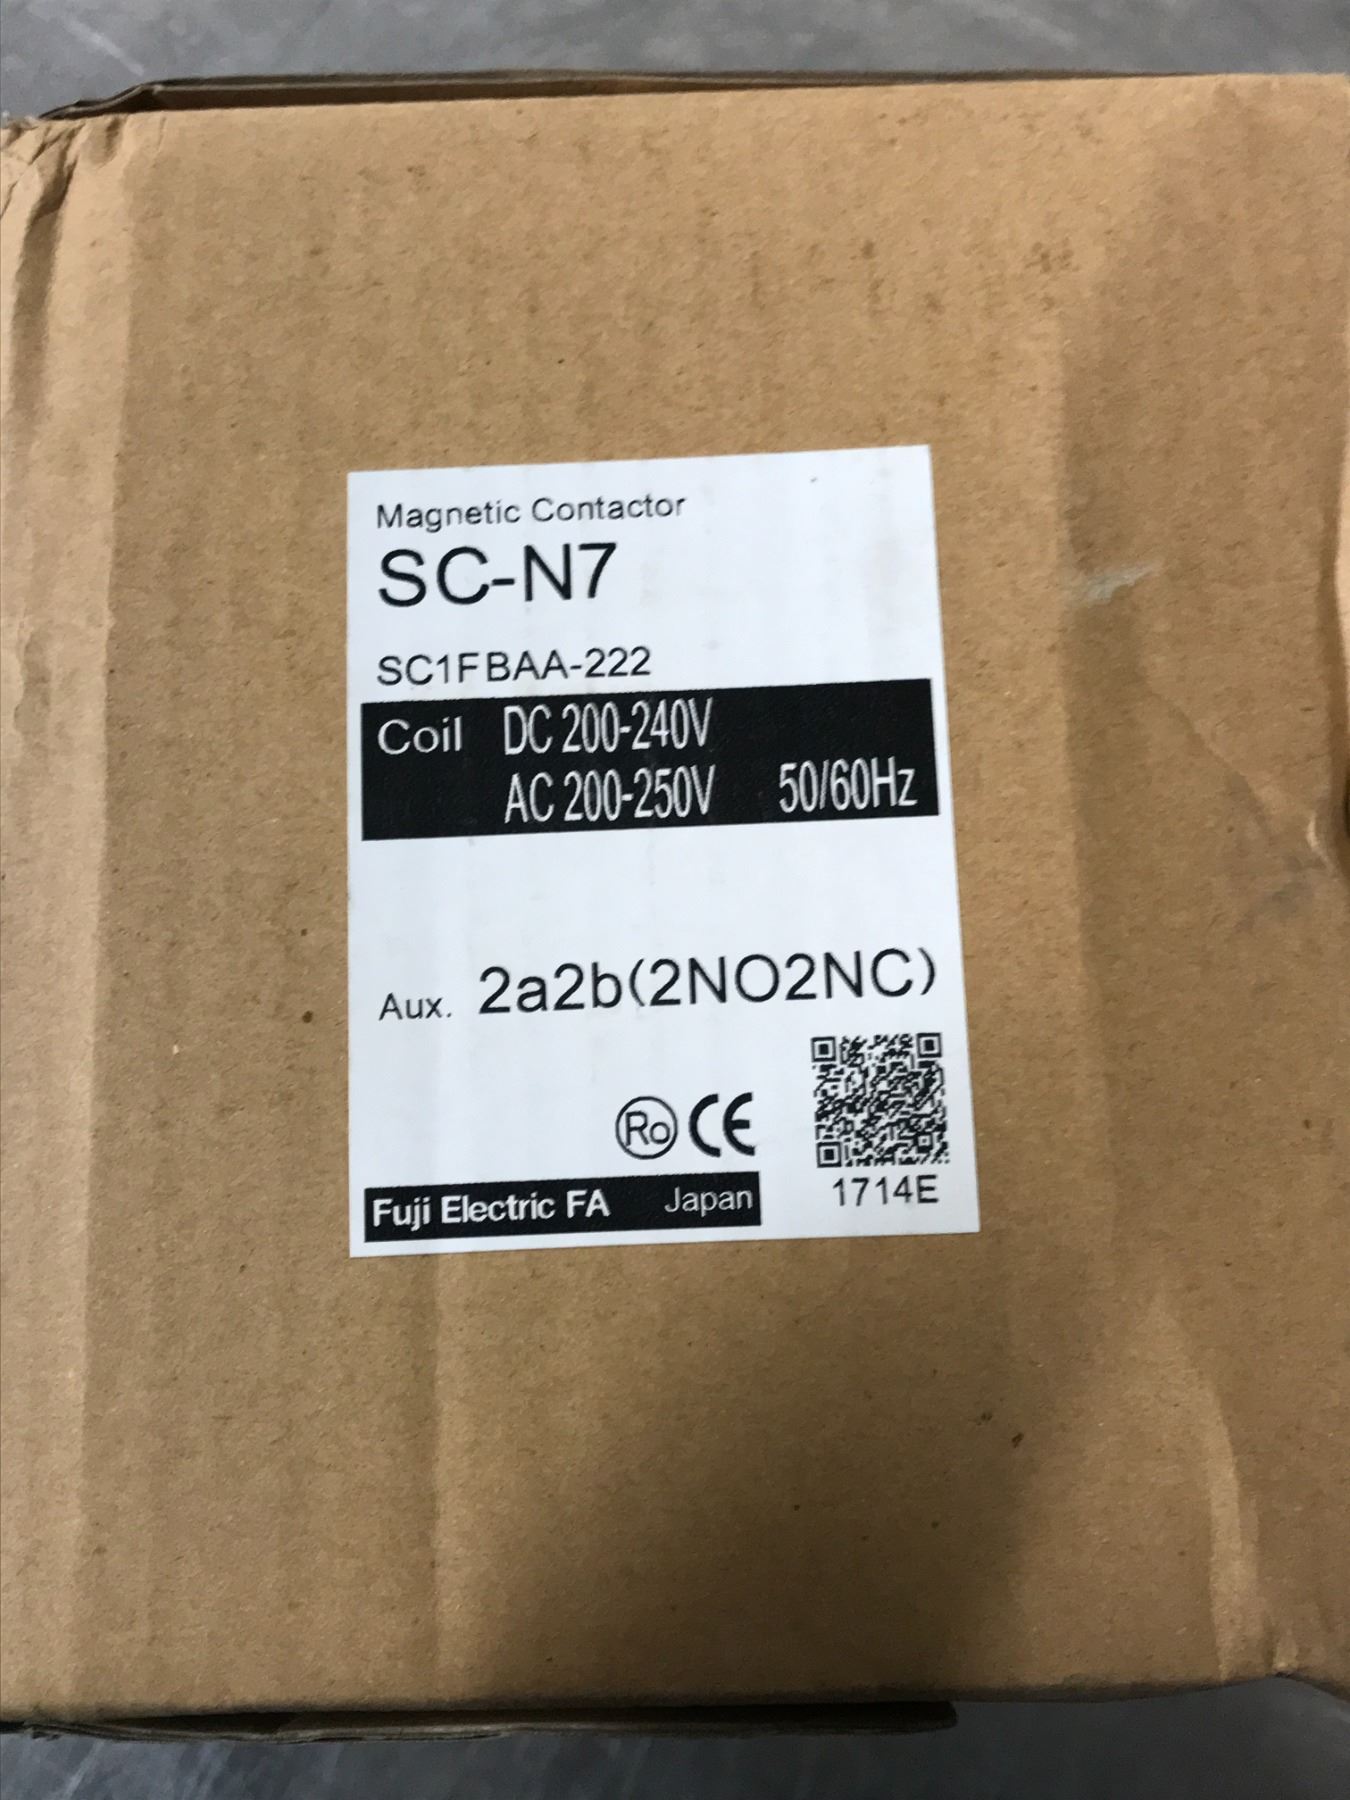 Magnetic Contactor
SC-N7
SC1FBAA-222
Coil DC 200-240V
AC 200-250V 50/60Hz
Aux. 2a2b(2NO2NC)
Ro CE
1714E
Fuji Electric FA Japan